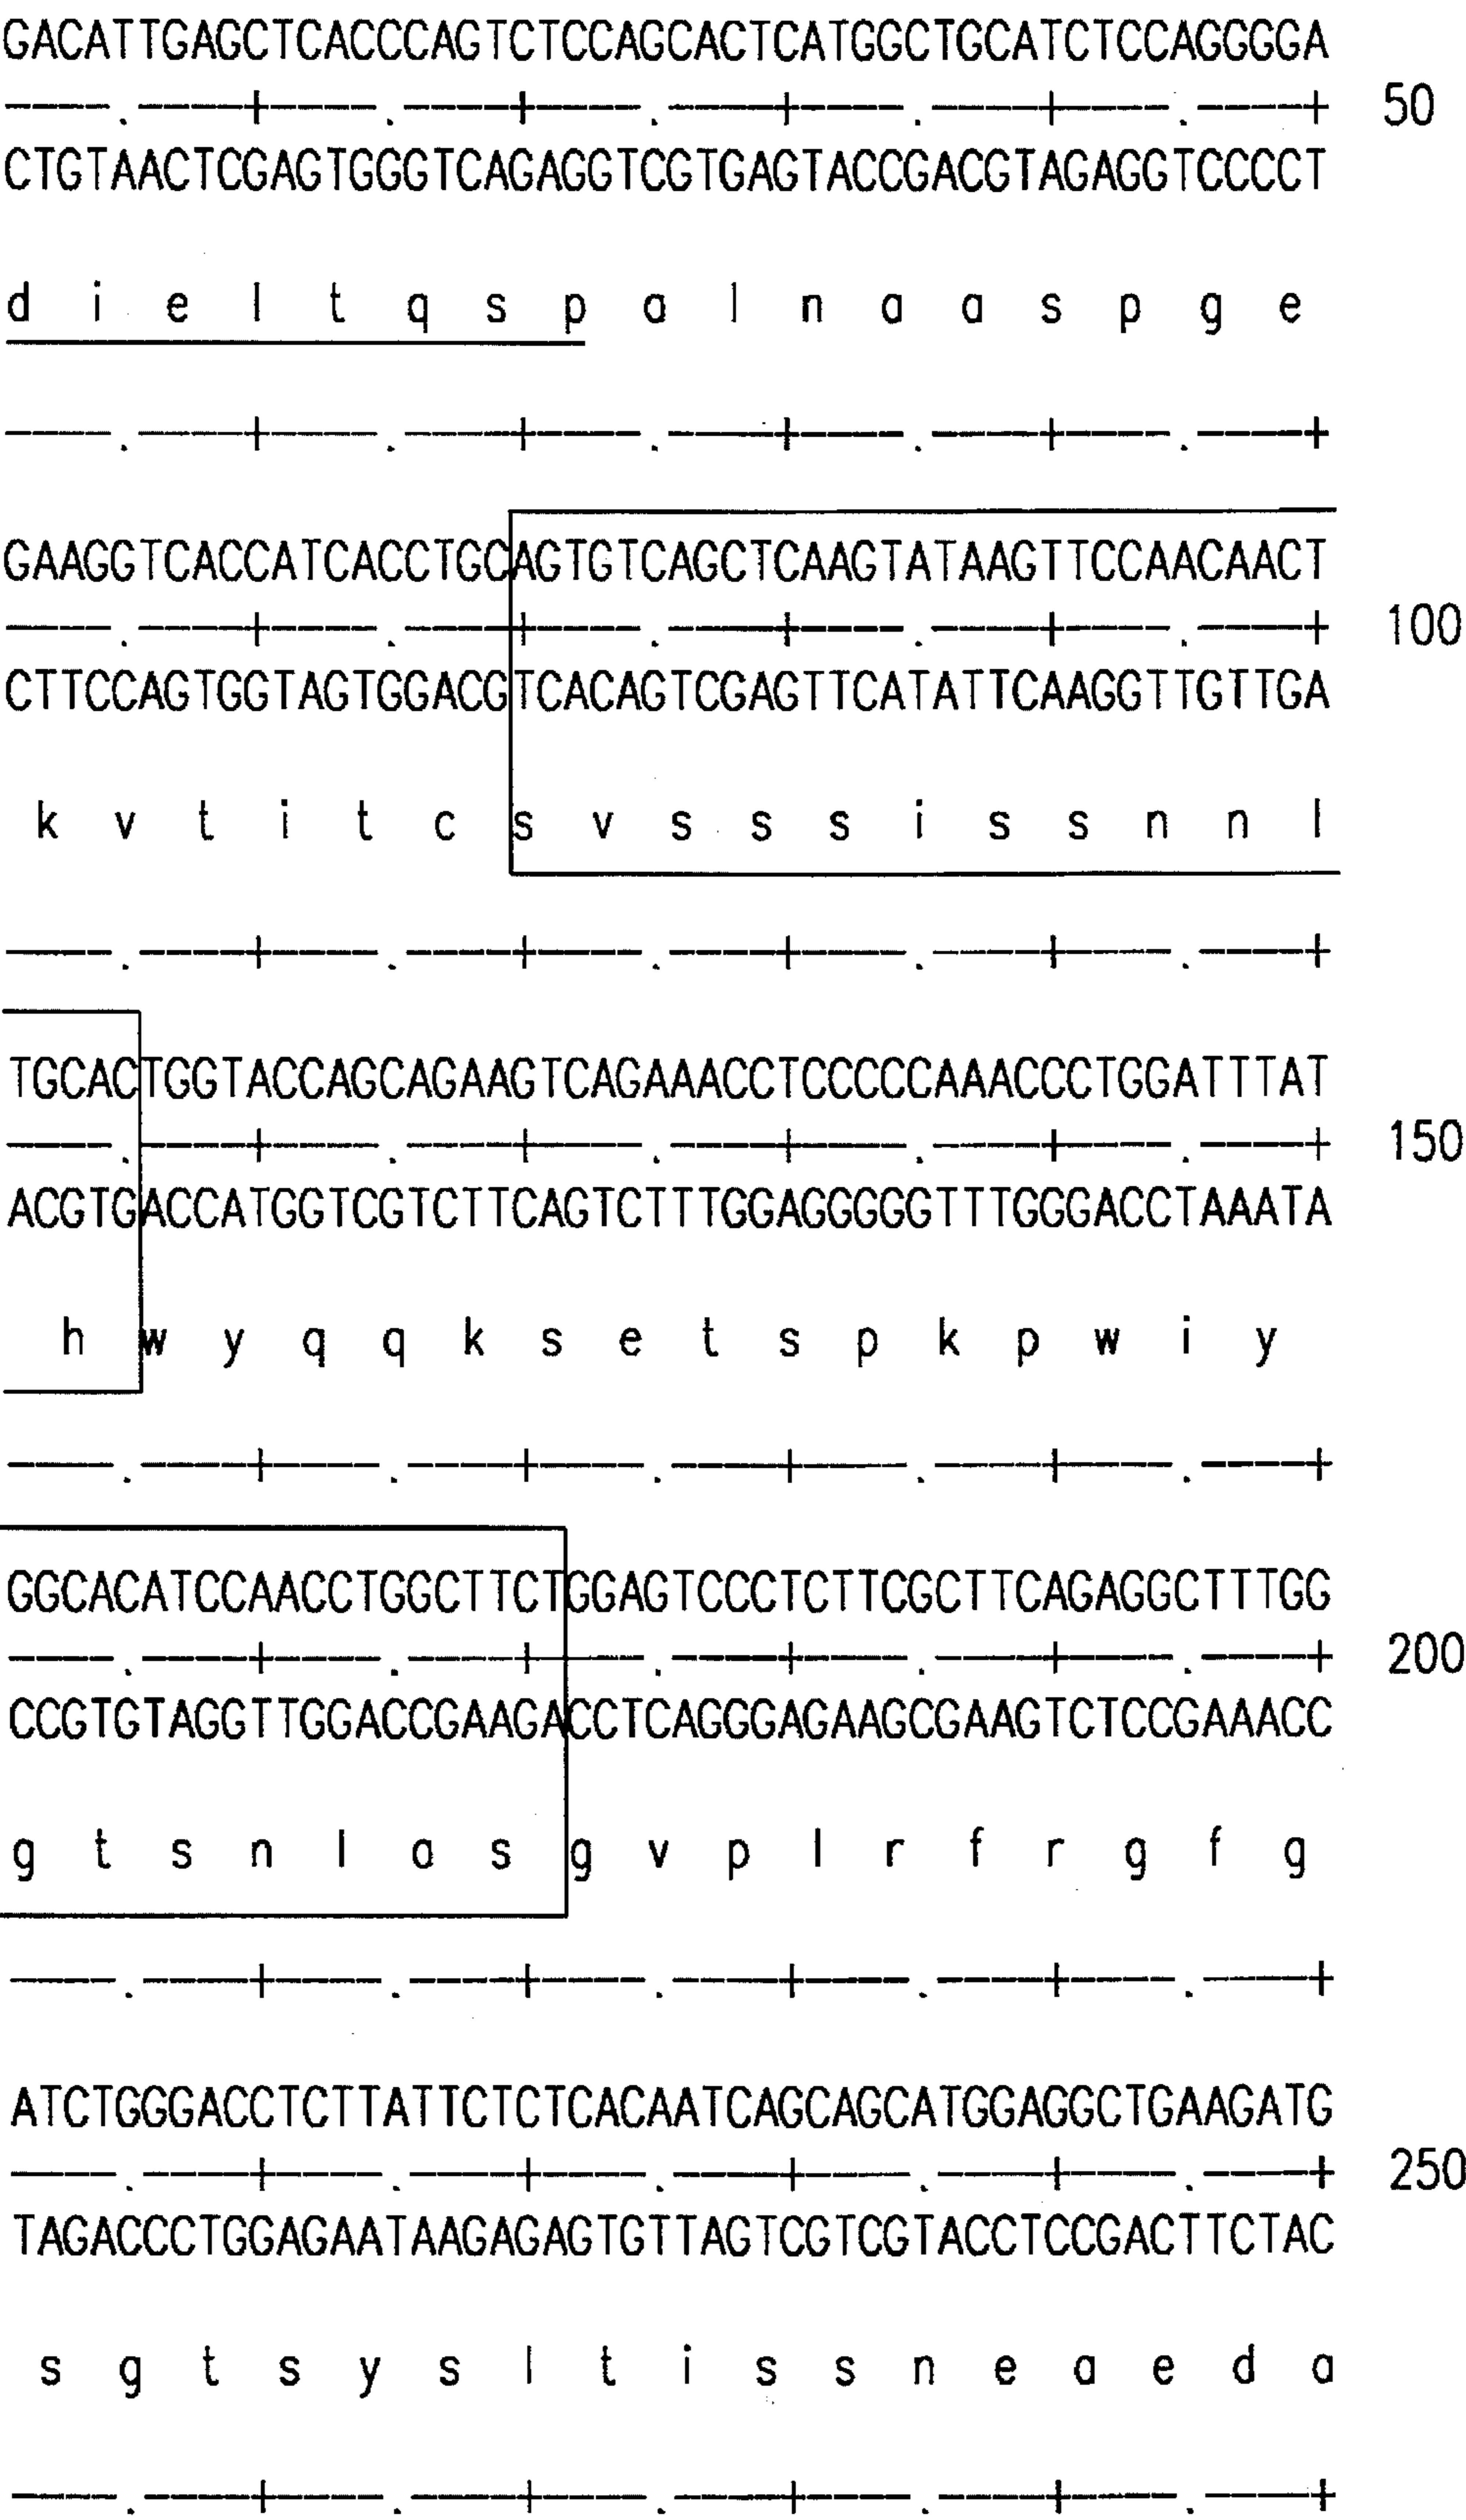 GACATTGAGCTCACCCAGTCTCCAGCACTCATGGCTGCATCTCCAGGGGA
----.----+----.----+----.----+----.----+----.----+ 50
CTGTAACTCGAGTGGGTCAGAGGTCGTGAGTACCGACGTAGAGGTCCCCT
d i e l t q s p a l n a a s p g e
----.----+----.----+----.----+----.----+----.----+
GAAGGTCACCATCACCTGCAGTGTCAGCTCAAGTATAAGTTCCAACAACT
----.----+----.----+----.----+----.----+----.----+ 100
CTTCCAGTGGTAGTGGACGTCACAGTCGAGTTCATATTCAAGGTTGTTGA
k v t i t c s v s s s i s s n n l
----.----+----.----+----.----+----.----+----.----+
TGCACTGGTACCAGCAGAAGTCAGAAACCTCCCCCAAACCCTGGATTTAT
----.----+----.----+----.----+----.----+----.----+ 150
ACGTGACCATGGTCGTCTTCAGTCTTTGGAGGGGGTTTGGGACCTAAATA
h w y q q k s e t s p k p w i y
----.----+----.----+----.----+----.----+----.----+
GGCACATCCAACCTGGCTTCTGGAGTCCCTCTTCGCTTCAGAGGCTTTGG
----.----+----.----+----.----+----.----+----.----+ 200
CCGTGTAGGTTGGACCGAAGACCTCAGGGAGAAGCGAAGTCTCCGAAACC
g t s n l a s g v p l r f r g f g
----.----+----.----+----.----+----.----+----.----+
ATCTGGGACCTCTTATTCTCTCACAATCAGCAGCATGGAGGCTGAAGATG
----.----+----.----+----.----+----.----+----.----+ 250
TAGACCCTGGAGAATAAGAGAGTGTTAGTCGTCGTACCTCCGACTTCTAC
s g t s y s l t i s s n e a e d a
----.----+----.----+----.----+----.----+----.----+